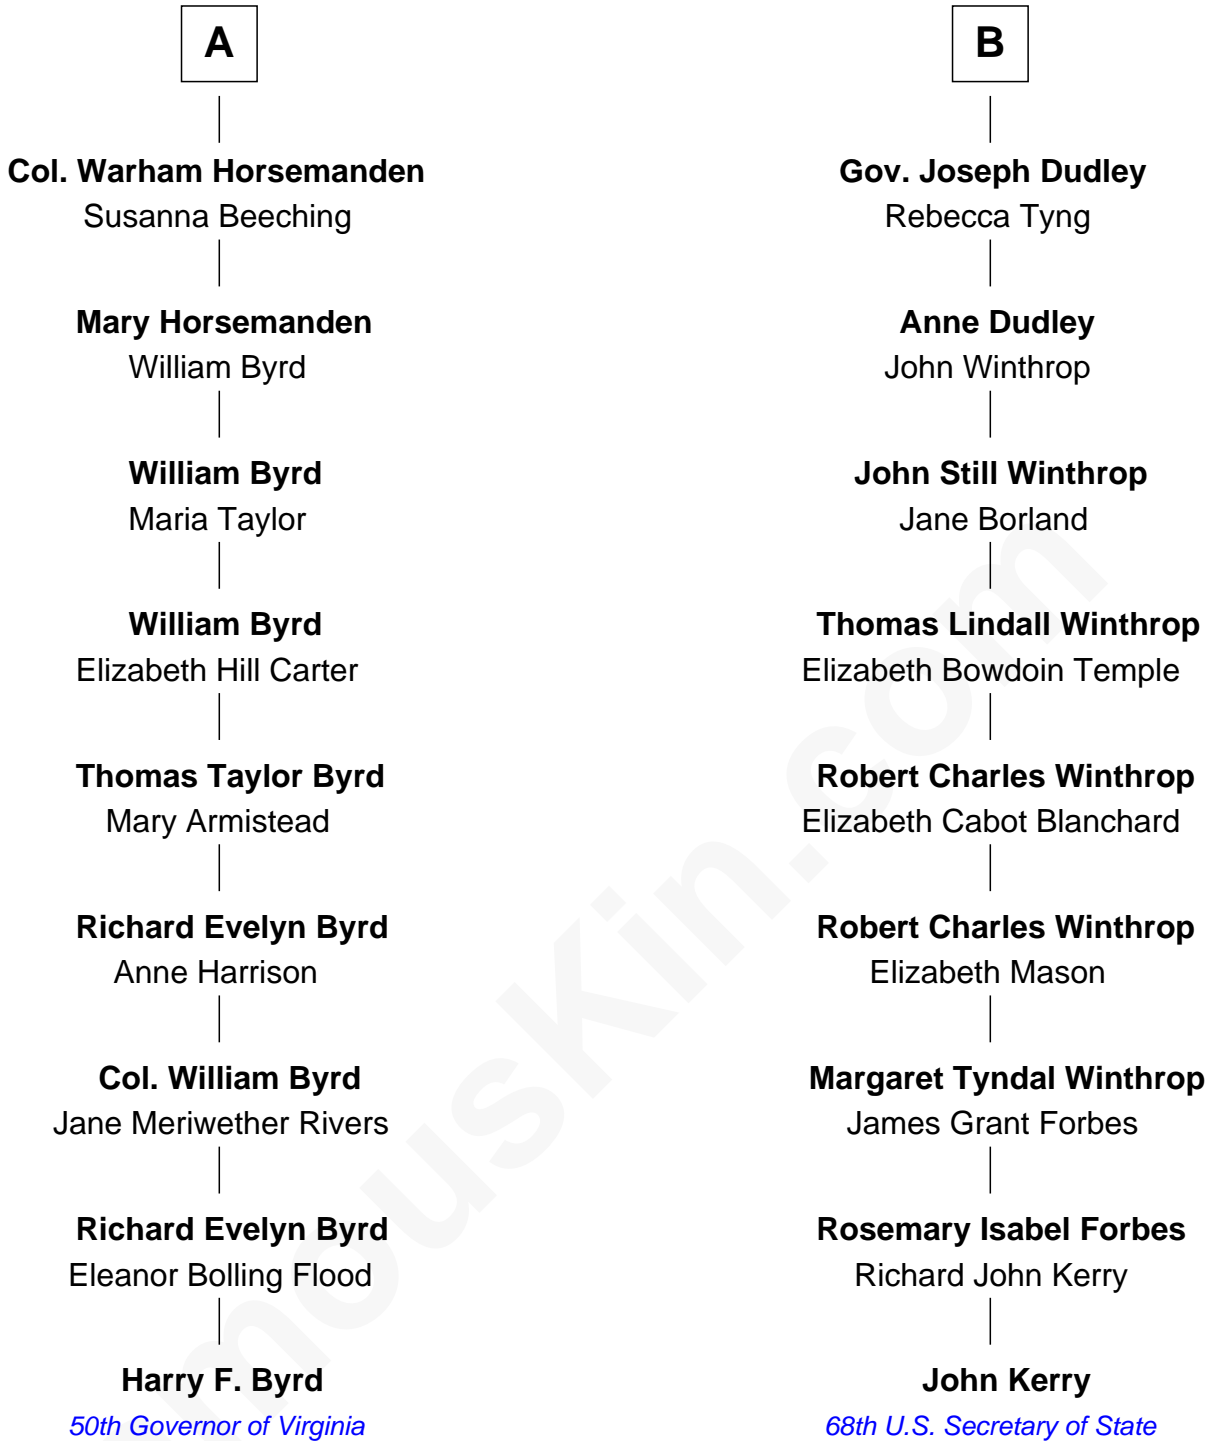 A
Col. Warham Horsemanden
Susanna Beeching
Mary Horsemanden
William Byrd
William Byrd
Maria Taylor
William Byrd
Elizabeth Hill Carter
Thomas Taylor Byrd
Mary Armistead
Richard Evelyn Byrd
Anne Harrison
Col. William Byrd
Jane Meriwether Rivers
Richard Evelyn Byrd
Eleanor Bolling Flood
Harry F. Byrd
50th Governor of Virginia
B
Gov. Joseph Dudley
Rebecca Tyng
Anne Dudley
John Winthrop
John Still Winthrop
Jane Borland
Thomas Lindall Winthrop
Elizabeth Bowdoin Temple
Robert Charles Winthrop
Elizabeth Cabot Blanchard
Robert Charles Winthrop
Elizabeth Mason
Margaret Tyndal Winthrop
James Grant Forbes
Rosemary Isabel Forbes
Richard John Kerry
John Kerry
68th U.S. Secretary of State
mousKin.com